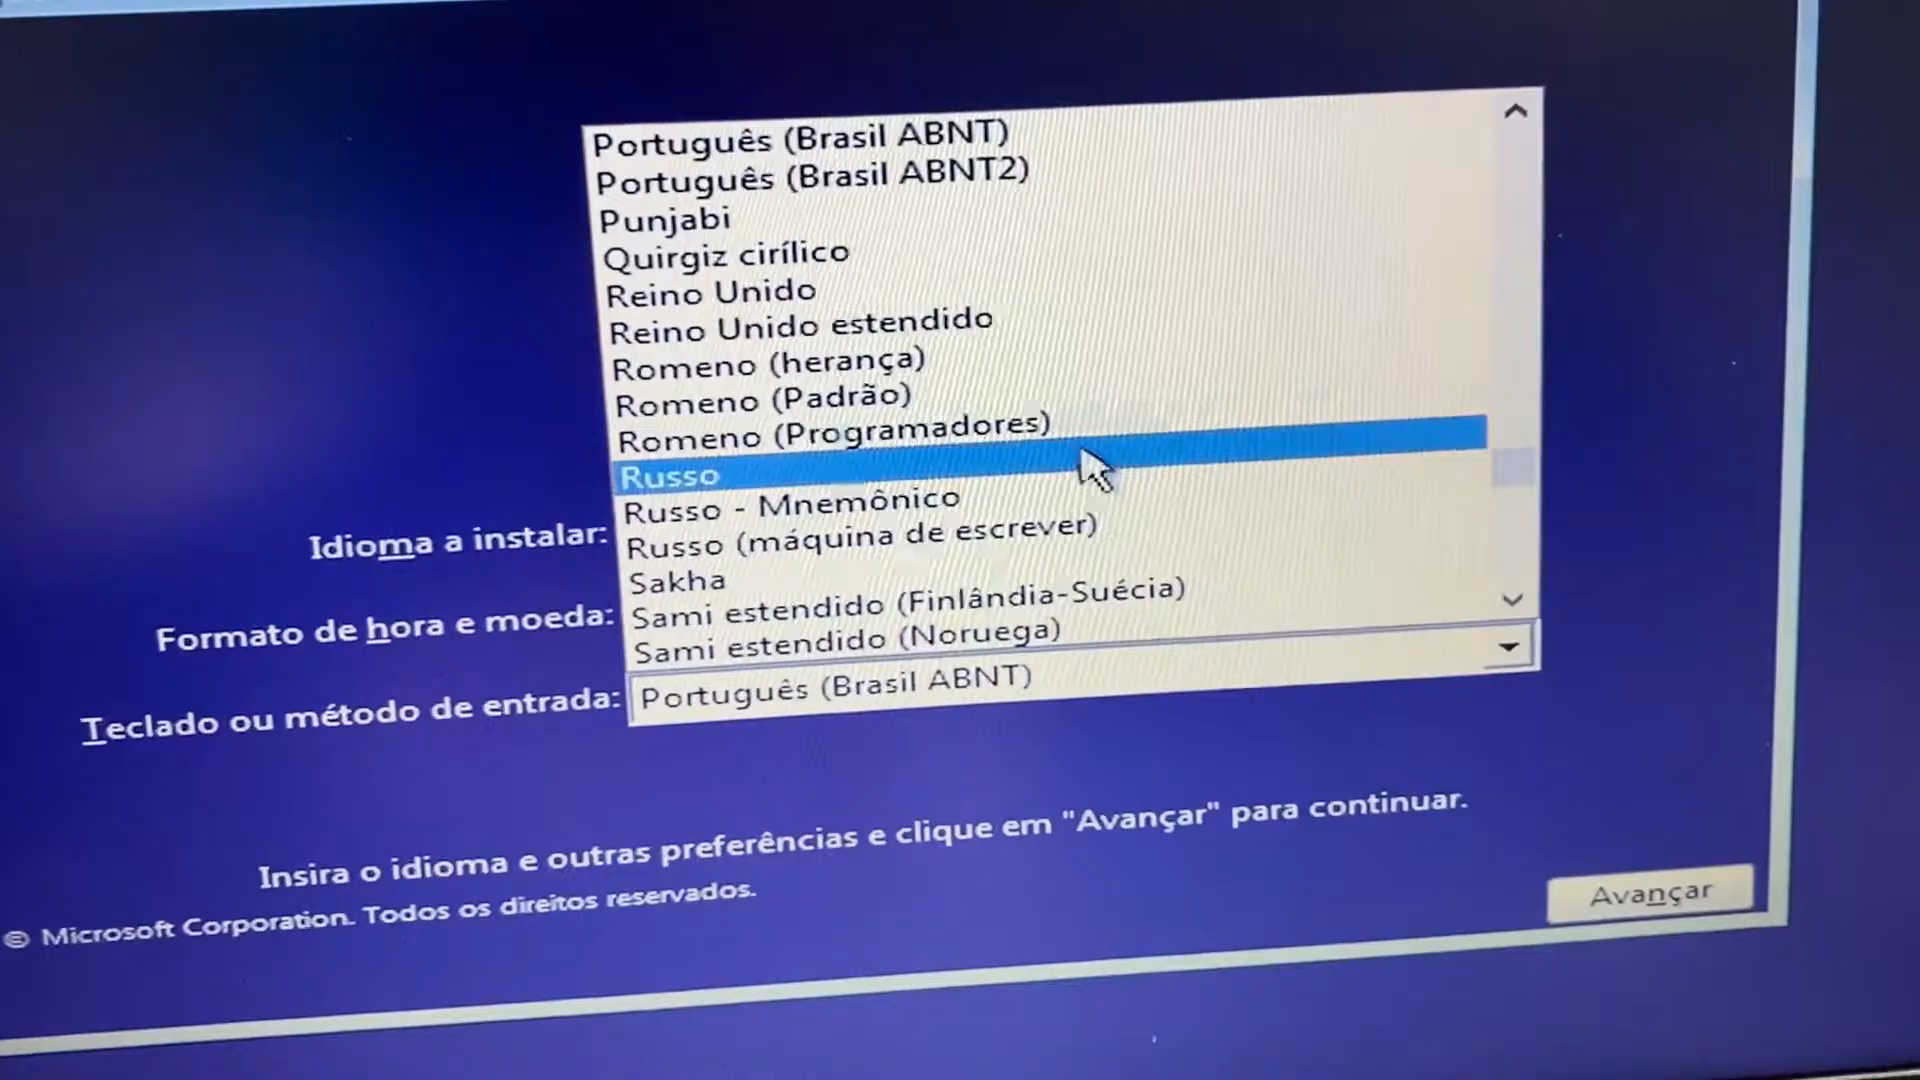 Português (Brasil ABNT)
Português (Brasil ABNT2)
Punjabi
Quirgiz cirílico
Reino Unido
Reino Unido estendido
Romeno (herança)
Romeno (Padrão)
Romeno (Programadores)
Russo
Russo - Mnemônico
Russo (máquina de escrever)
Sakha
Sami estendido (Finlândia-Suécia)
Sami estendido (Noruega)
Idioma a instalar:
Formato de hora e moeda:
Teclado ou método de entrada: Português (Brasil ABNT)
Insira o idioma e outras preferências e clique em "Avançar" para continuar.
© Microsoft Corporation. Todos os direitos reservados.
Avançar